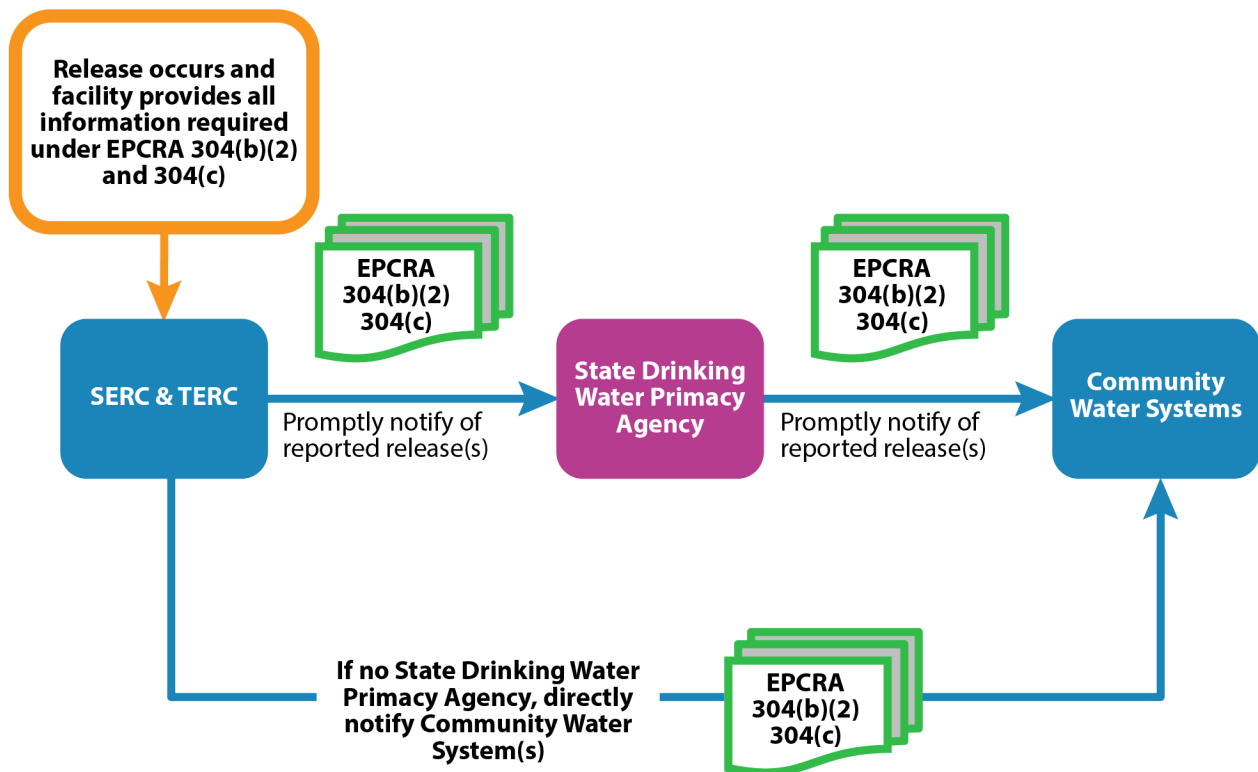 Release occurs and
facility provides all
information required
under EPCRA 304(b)(2)
and 304(c)
EPCRA
304(b)(2)
304(c)
EPCRA
304(b)(2)
304(c)
SERC & TERC
Promptly notify of
reported release(s)
State Drinking
Water Primacy
Agency
Promptly notify of
reported release(s)
Community
Water Systems
If no State Drinking Water
Primacy Agency, directly
notify Community Water
System(s)
EPCRA
304(b)(2)
304(c)